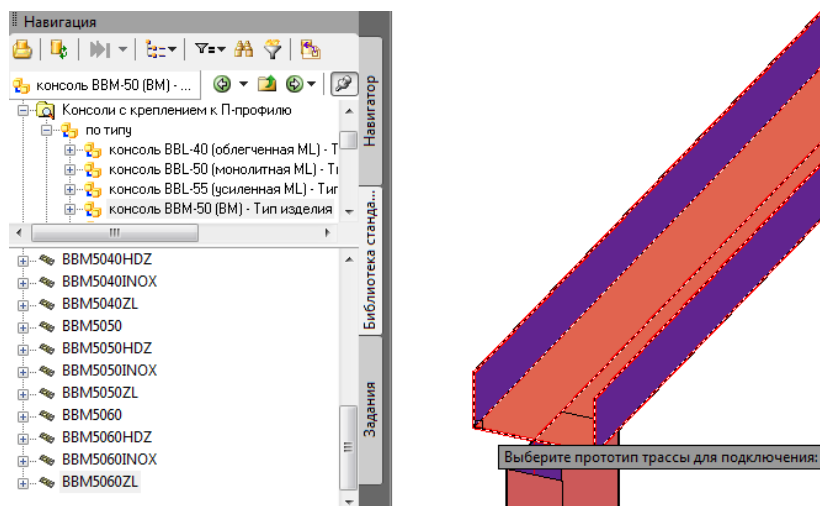 Навигация
консоль BBM-50 (BM) - ...
Консоли с креплением к П-профилю
по типу
консоль BBL-40 (облегченная ML) - Т
консоль BBL-50 (монолитная ML) - Ти
консоль BBL-55 (усиленная ML) - Тиг
консоль BBM-50 (BM) - Тип изделия
BBM5040HDZ
BBM5040INOX
BBM5040ZL
BBM5050
BBM5050HDZ
BBM5050INOX
BBM5050ZL
BBM5060
BBM5060HDZ
BBM5060INOX
BBM5060ZL
Навигатор
Библиотека станда...
Задания
Выберите прототип трассы для подключения: